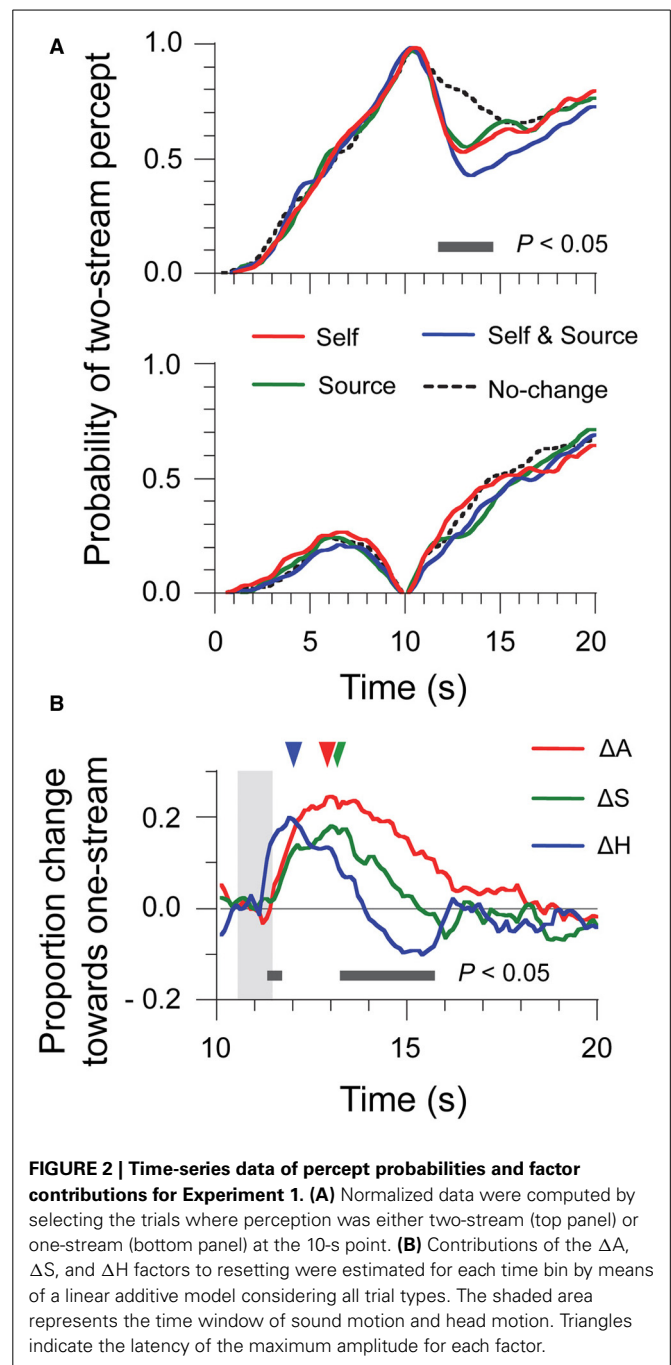 A
Probability of two-stream percept
1.0
0.5
0.0
P < 0.05
Self
Self & Source
Source
No-change
1.0
0.5
0.0
0
5
10
15
20
Time (s)
B
Proportion change
towards one-stream
ΔA
ΔS
ΔH
0.2
0.0
- 0.2
P < 0.05
10
15
20
Time (s)
FIGURE 2 | Time-series data of percept probabilities and factor
contributions for Experiment 1. (A) Normalized data were computed by
selecting the trials where perception was either two-stream (top panel) or
one-stream (bottom panel) at the 10-s point. (B) Contributions of the ΔA,
ΔS, and ΔH factors to resetting were estimated for each time bin by means
of a linear additive model considering all trial types. The shaded area
represents the time window of sound motion and head motion. Triangles
indicate the latency of the maximum amplitude for each factor.